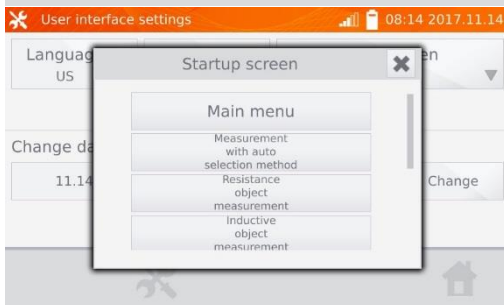 User interface settings 08:14 2017.11.14
Languag
en
US
Startup screen
Main menu
Measurement
with auto
selection method
Resistance
object
measurement
Inductive
object
measurement
Change da
11.14
Change